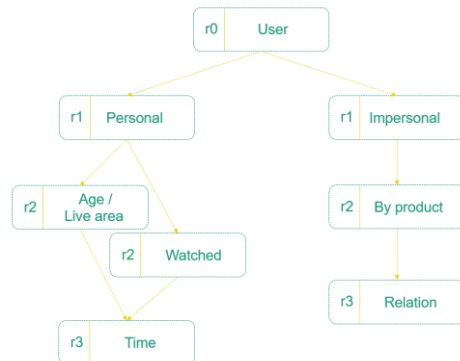 r0 User
r1 Personal
r1 Impersonal
r2 Age /
Live area
r2 By product
r2 Watched
r3 Relation
r3 Time